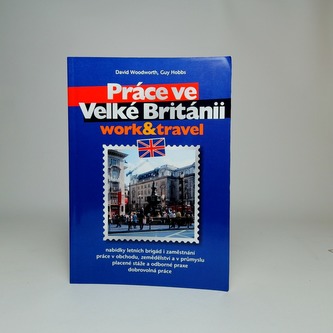 David Woodworth, Guy Hobbs
Práce ve
Velké Británii
work&travel
nabídky letních brigád i zaměstnání
práce v obchodu, zemědělství a v průmyslu
placené stáže a odborné praxe
dobrovolná práce